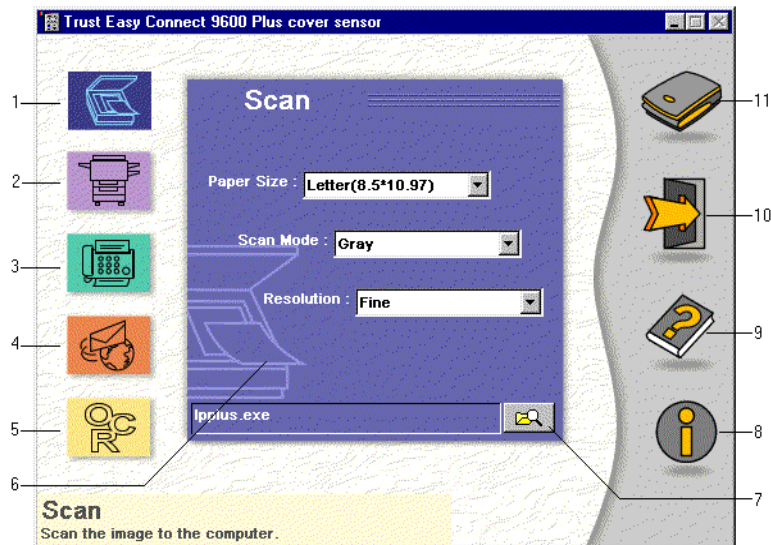 Trust Easy Connect 9600 Plus cover sensor
1
2
3
4
5
6
OCR
Scan
Paper Size : Letter(8.5*10.97)
Scan Mode : Gray
Resolution : Fine
Ipplus.exe
11
10
9
8
7
Scan
Scan the image to the computer.